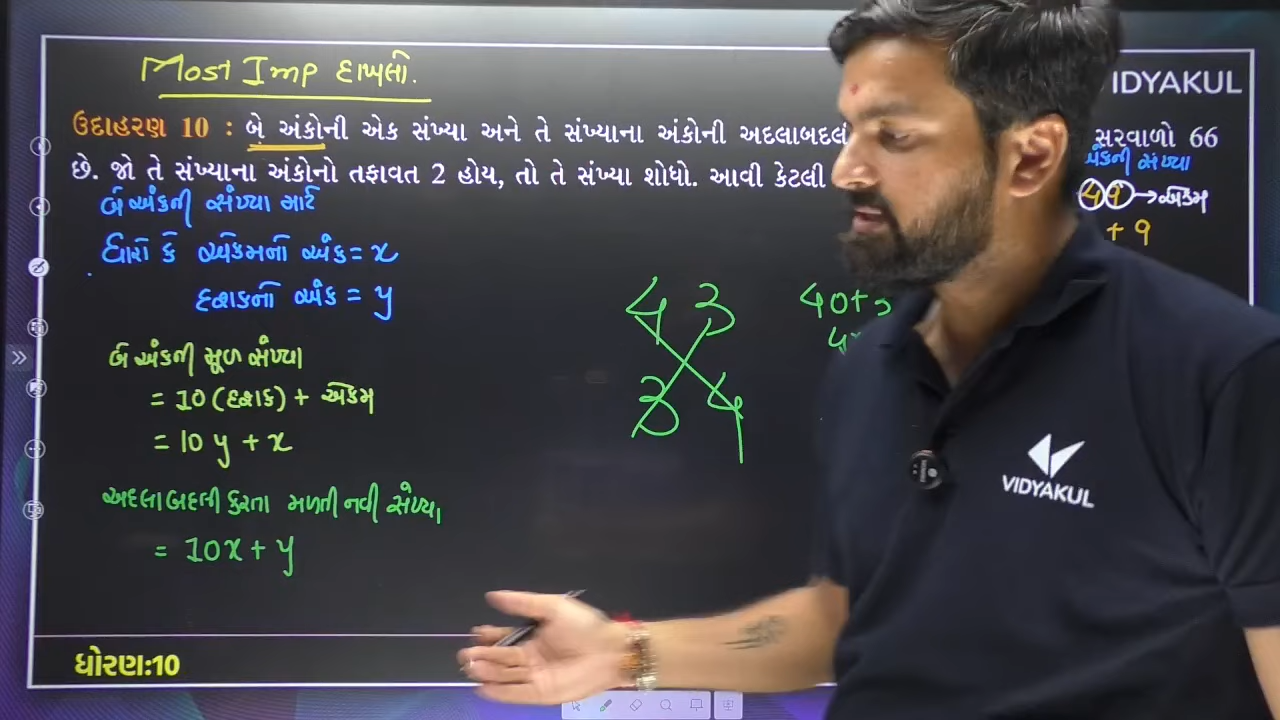 Most Imp દાખલો.
VIDYAKUL
ઉદાહરણ 10 : બે અંકોની એક સંખ્યા અને તે સંખ્યાના અંકોની અદલાબદલ સરવાળો 66
છે. જો તે સંખ્યાના અંકોનો તફાવત 2 હોય, તો તે સંખ્યા શોધો. આવી કેટલી
અંકની સંખ્યા
બે અંકની સંખ્યા માટે
49 → એકમ
+ 9
ધારો કે એકમનો અંક = x
દશકનો અંક = y
43
40+3
34
બે અંકની મૂળ સંખ્યા
= 10 (દશક) + એકમ
= 10 y + x
અદલાબદલી કરતા મળતી નવી સંખ્યા
= 10x + y
VIDYAKUL
ધોરણ:10